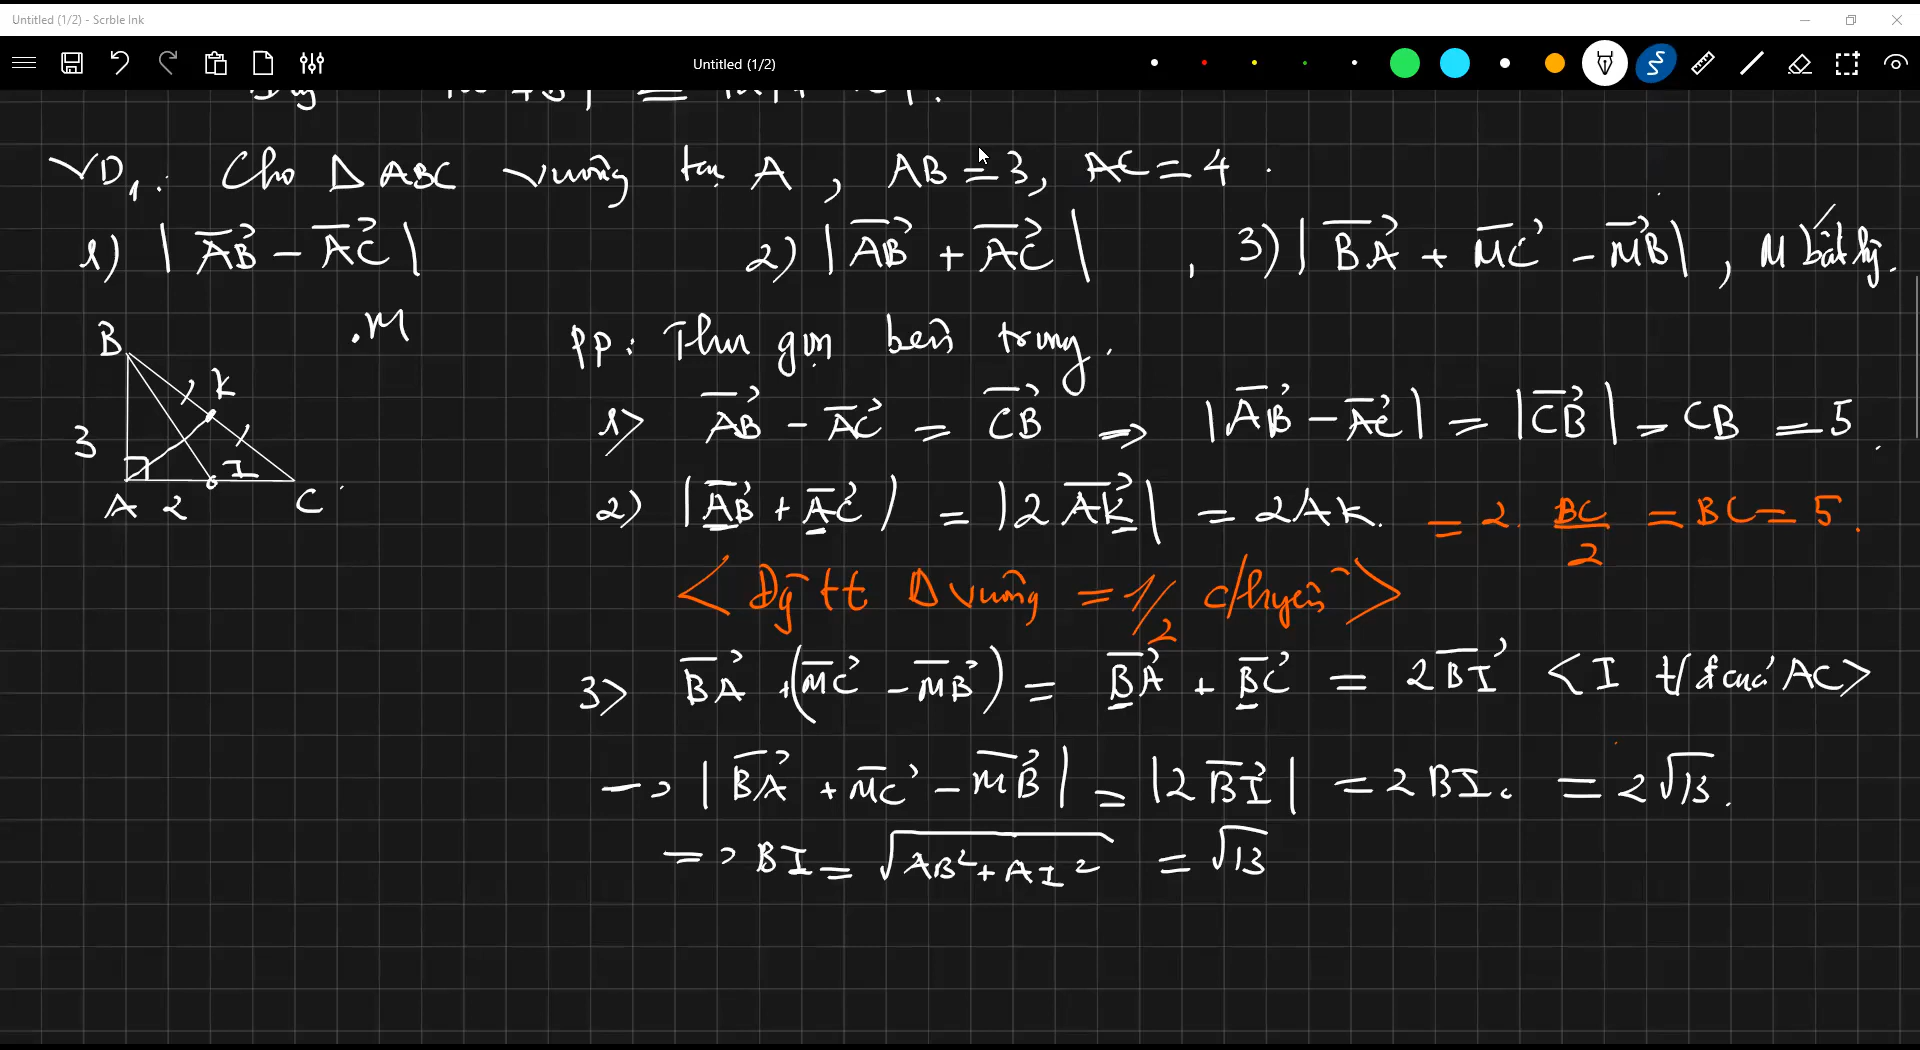 Untitled (1/2) - Scrble Ink
Untitled (1/2)
VD₁: Cho Δ ABC vuông tại A, AB = 3, AC = 4.
1) |AB⃗ - AC⃗| 2) |AB⃗ + AC⃗|, 3) |BA⃗ + MC⃗ - MB⃗|, M bất kỳ.
.M
B
K
3
I
A 2 C
PP: Thu gọn bên trong.
1> AB⃗ - AC⃗ = CB⃗ => |AB⃗ - AC⃗| = |CB⃗| = CB = 5.
2) |AB⃗ + AC⃗| = |2AK⃗| = 2AK. = 2. BC/2 = BC = 5.
<Đg tt Δ vuông = 1/2 c/huyền>
3> BA⃗ + (MC⃗ - MB⃗) = BA⃗ + BC⃗ = 2BI⃗ <I t/đ của AC>
-> |BA⃗ + MC⃗ - MB⃗| = |2BI⃗| = 2BI. = 2√13.
=> BI = √(AB² + AI²) = √13